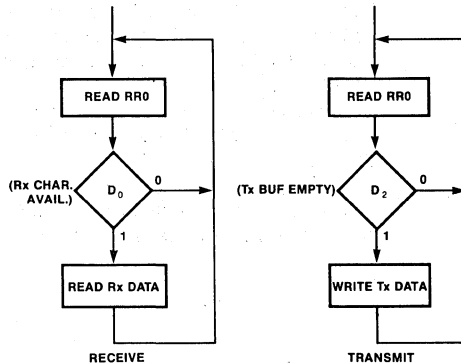 READ RR0
(Rx CHAR.
AVAIL.)
D0
0
1
READ Rx DATA
RECEIVE
READ RR0
(Tx BUF EMPTY)
D2
0
1
WRITE Tx DATA
TRANSMIT